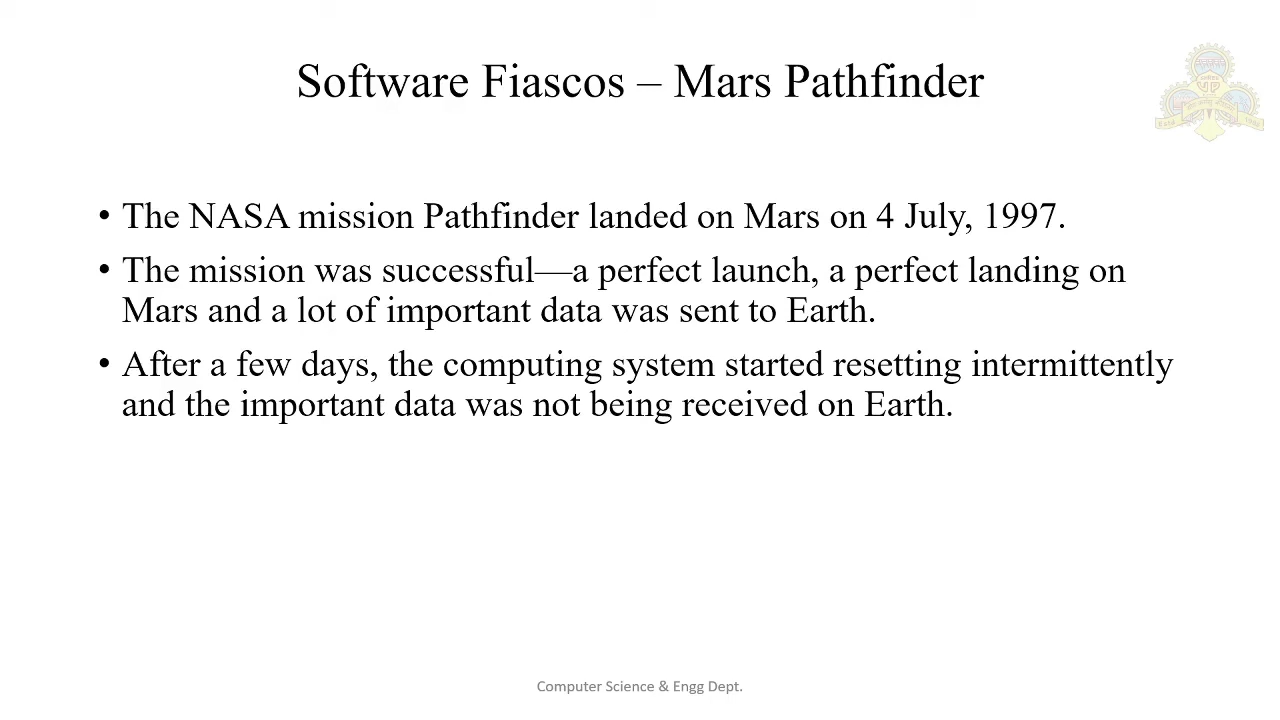 Software Fiascos – Mars Pathfinder
• The NASA mission Pathfinder landed on Mars on 4 July, 1997.
• The mission was successful—a perfect launch, a perfect landing on
Mars and a lot of important data was sent to Earth.
• After a few days, the computing system started resetting intermittently
and the important data was not being received on Earth.
Computer Science & Engg Dept.